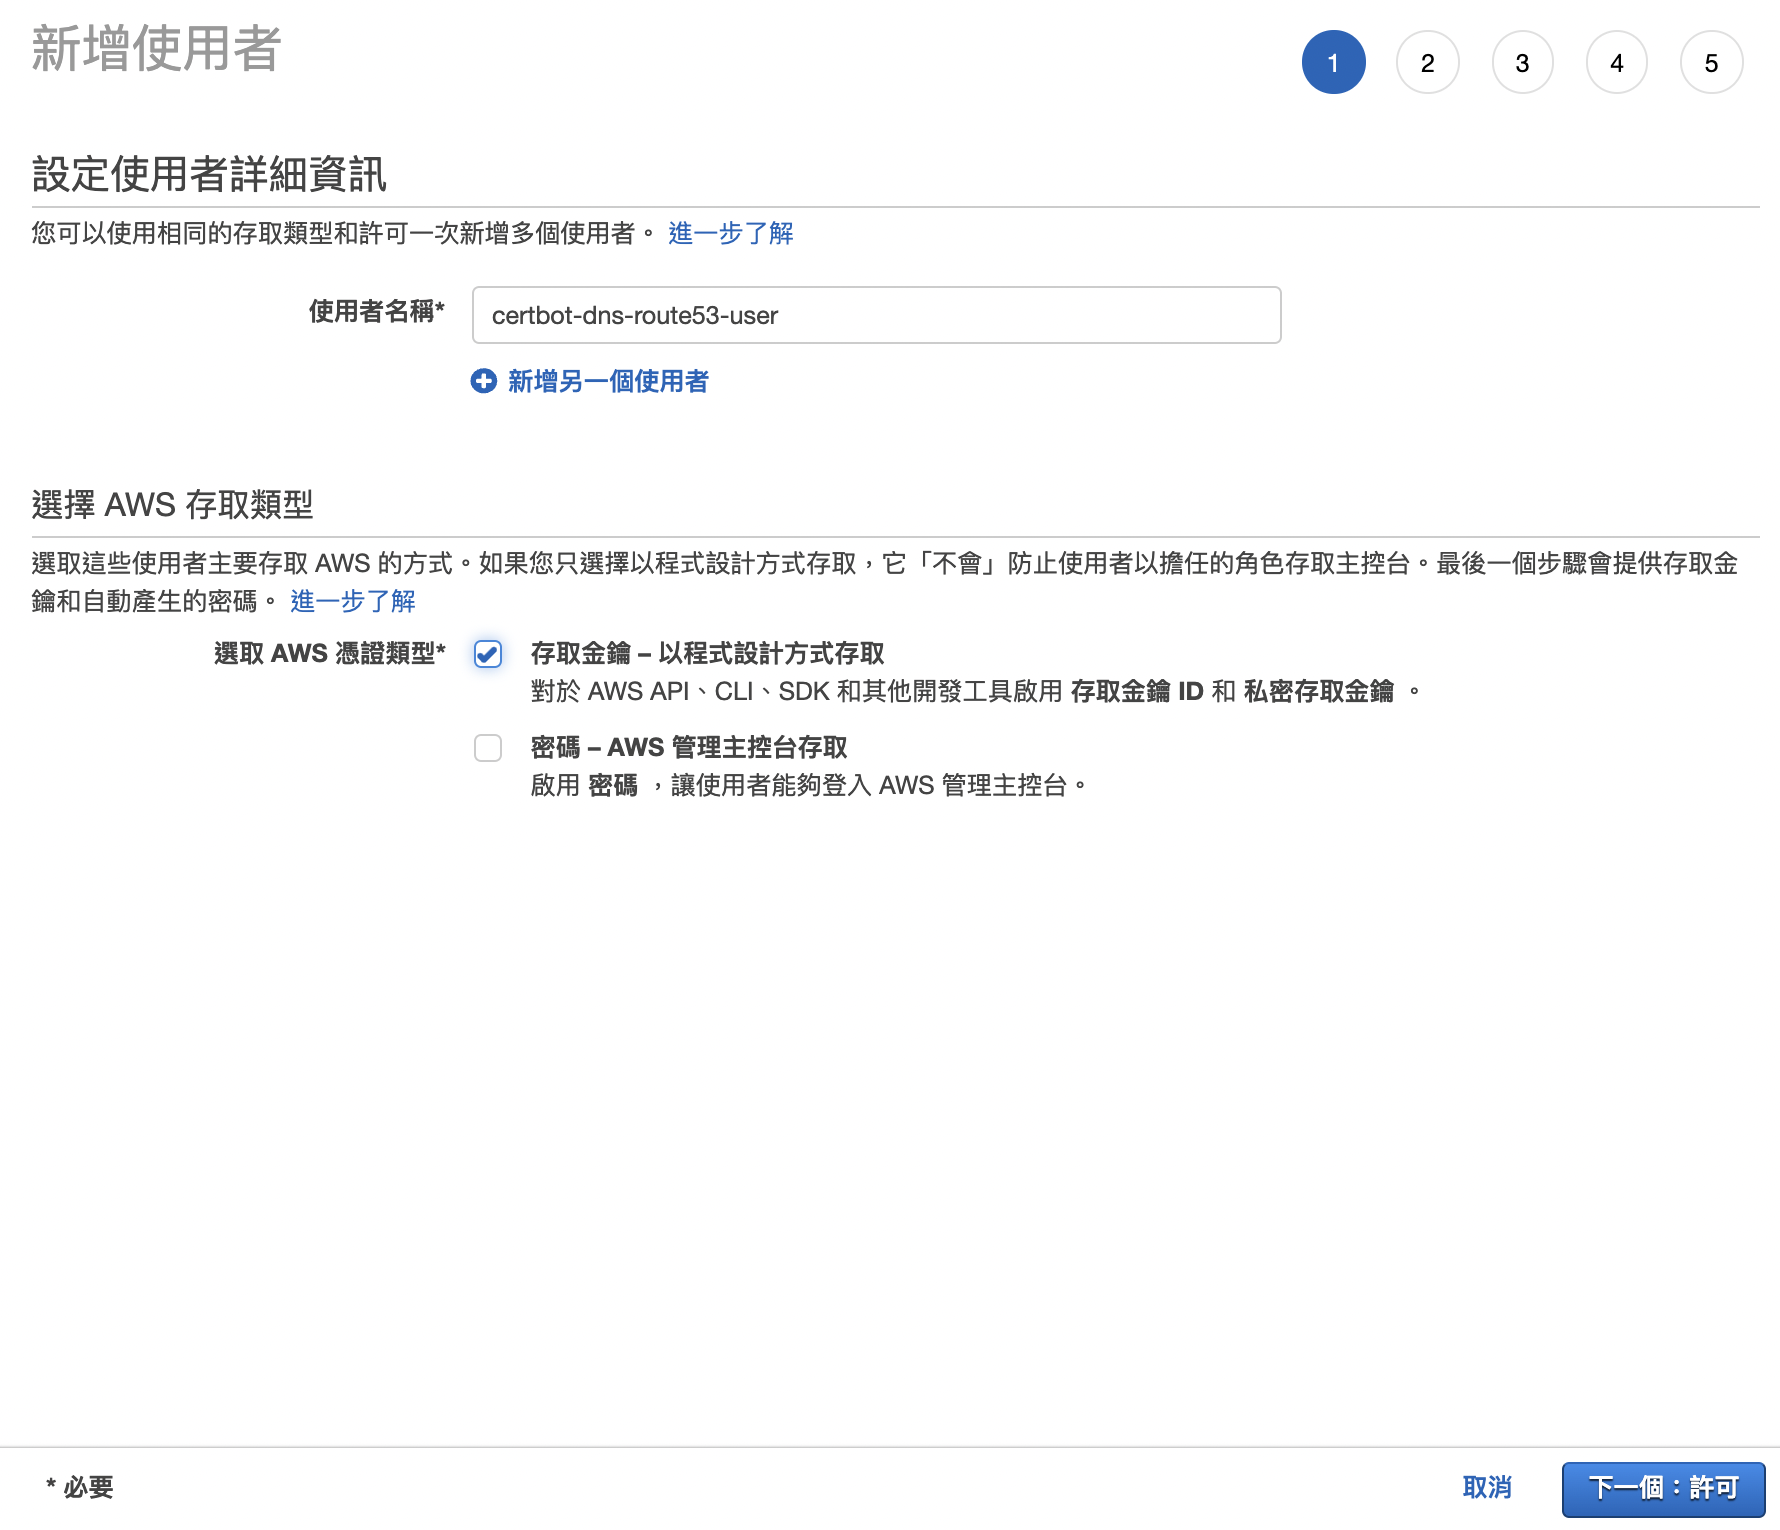 新增使用者
1 2 3 4 5
設定使用者詳細資訊
您可以使用相同的存取類型和許可一次新增多個使用者。 進一步了解
使用者名稱* certbot-dns-route53-user
新增另一個使用者
選擇 AWS 存取類型
選取這些使用者主要存取 AWS 的方式。如果您只選擇以程式設計方式存取，它「不會」防止使用者以擔任的角色存取主控台。最後一個步驟會提供存取金
鑰和自動產生的密碼。 進一步了解
選取 AWS 憑證類型* 存取金鑰 – 以程式設計方式存取
對於 AWS API、CLI、SDK 和其他開發工具啟用 存取金鑰 ID 和 私密存取金鑰 。
密碼 – AWS 管理主控台存取
啟用 密碼 ，讓使用者能夠登入 AWS 管理主控台。
* 必要 取消 下一個：許可